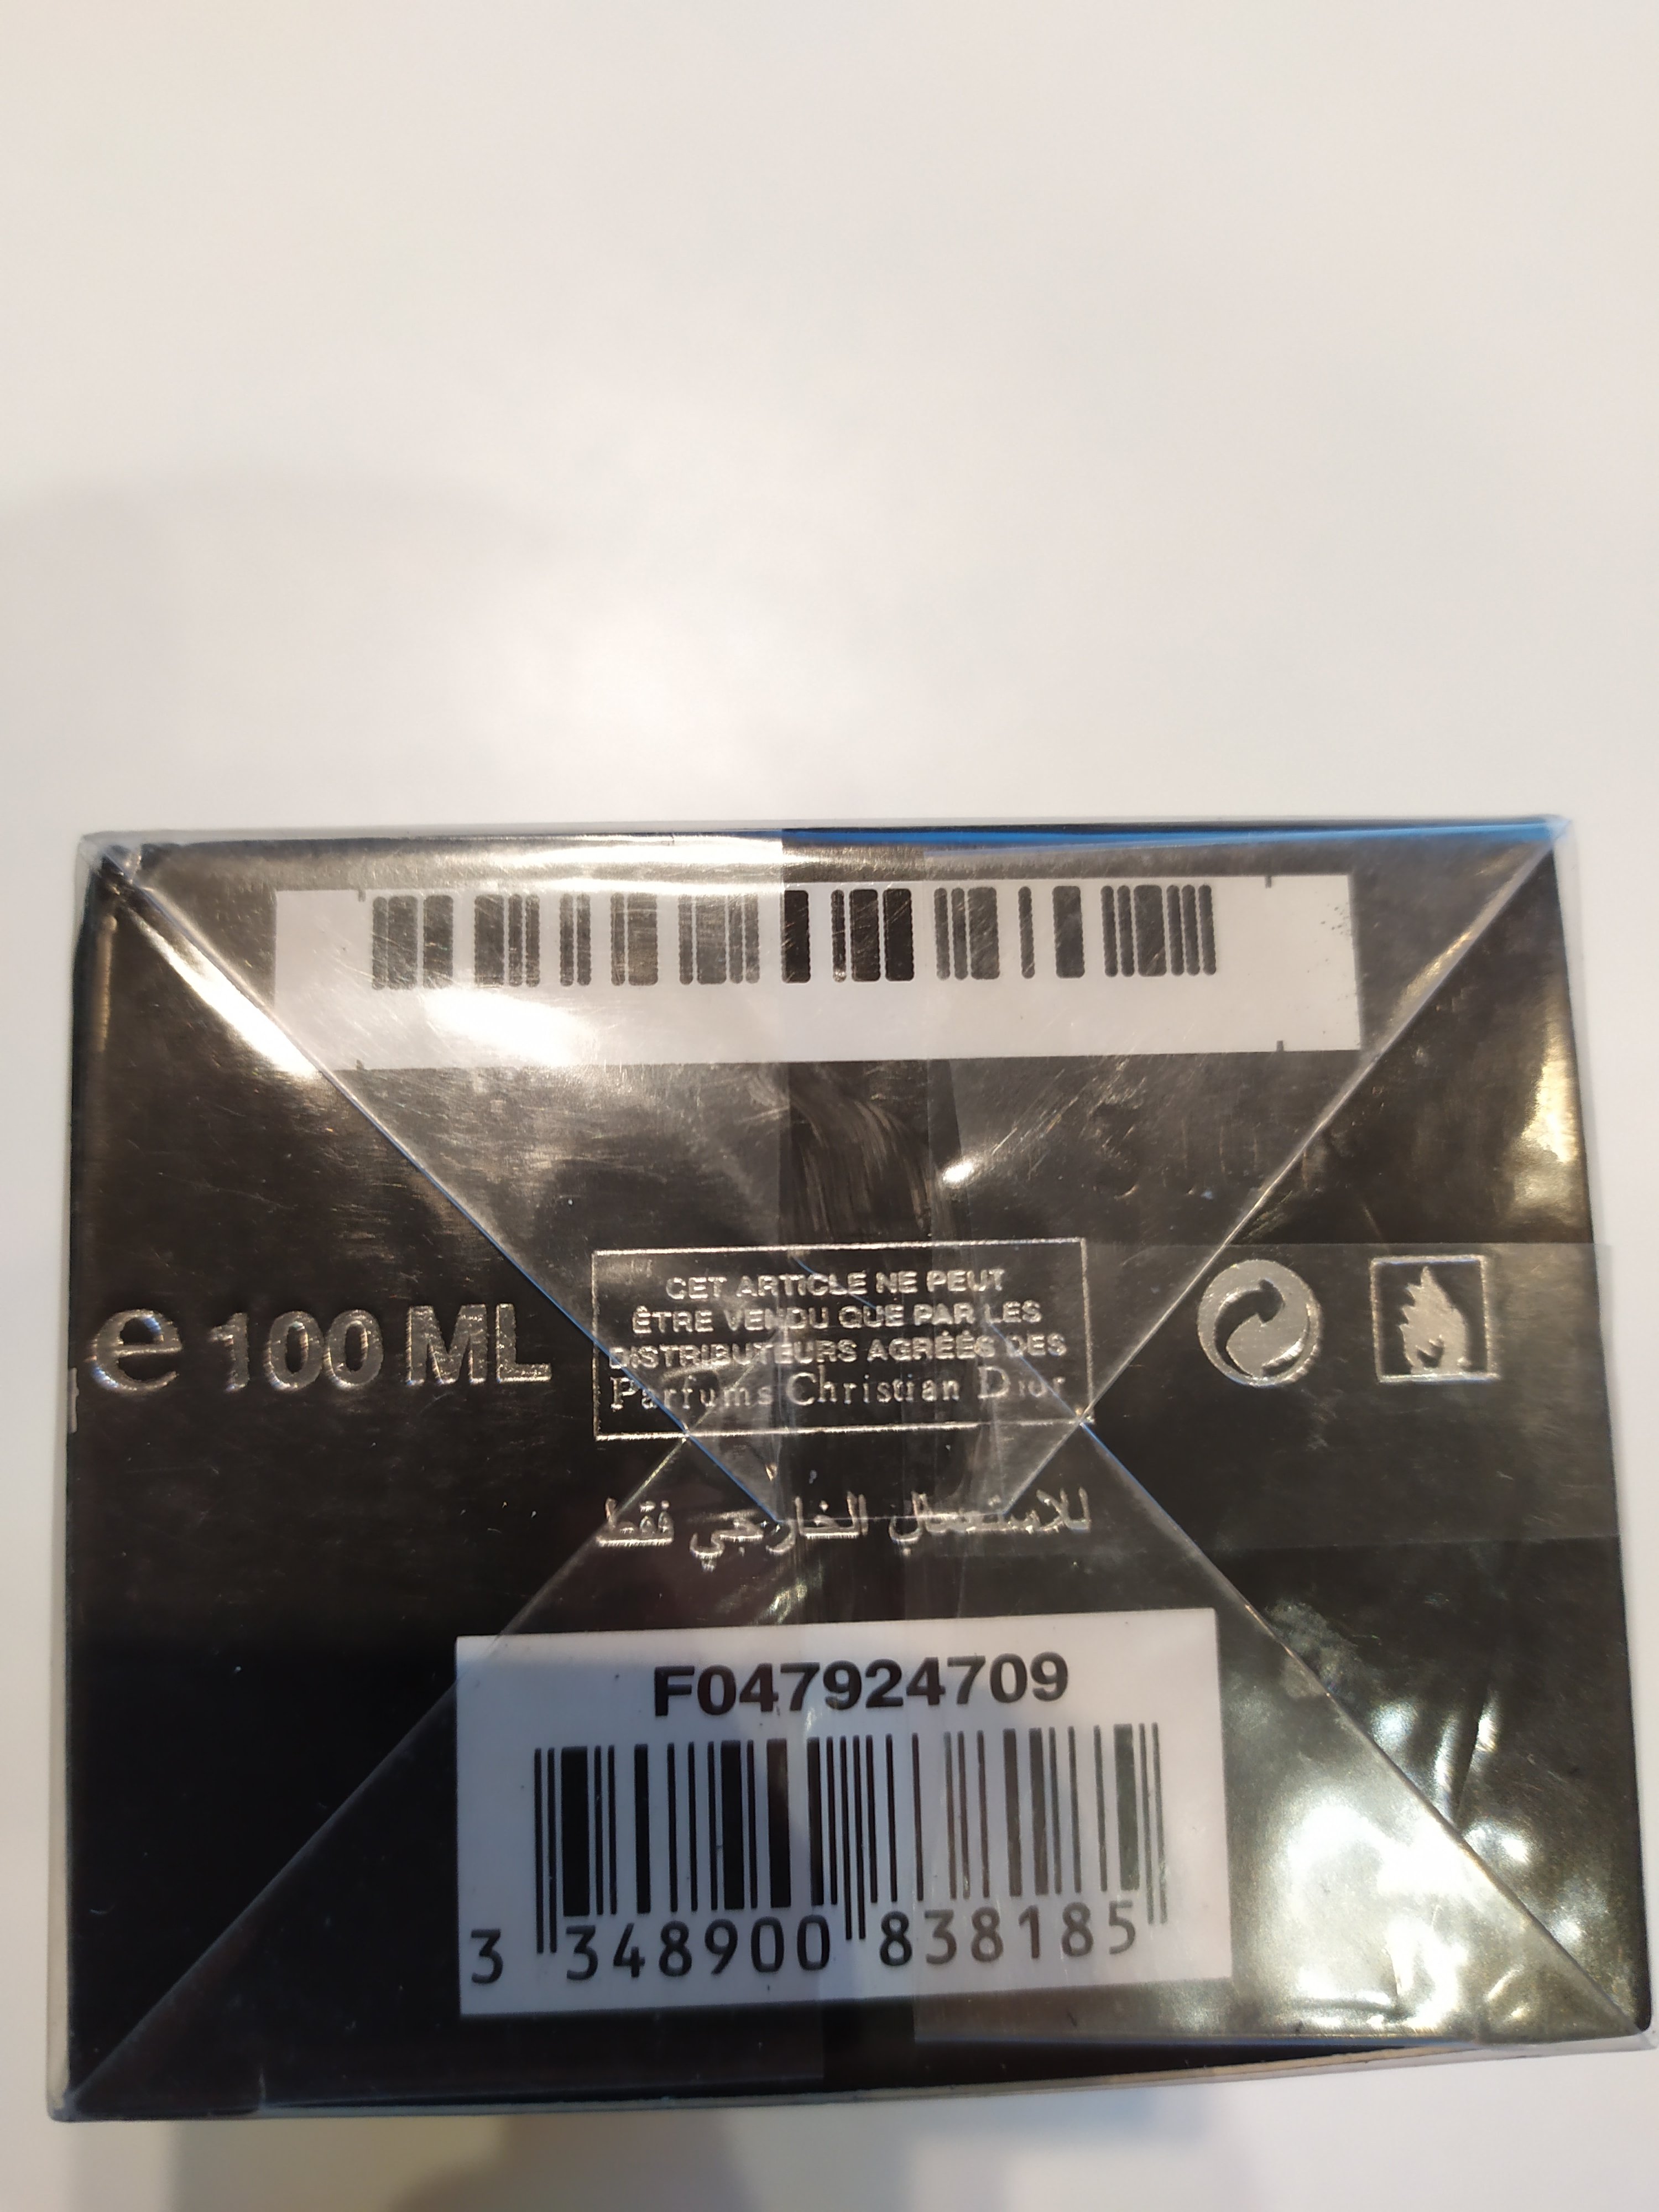 e 100 ML
CET ARTICLE NE PEUT
ÊTRE VENDU QUE PAR LES
DISTRIBUTEURS AGRÉÉS DES
Parfums Christian Dior
للاستعمال الخارجي فقط
F047924709
3 348900 838185